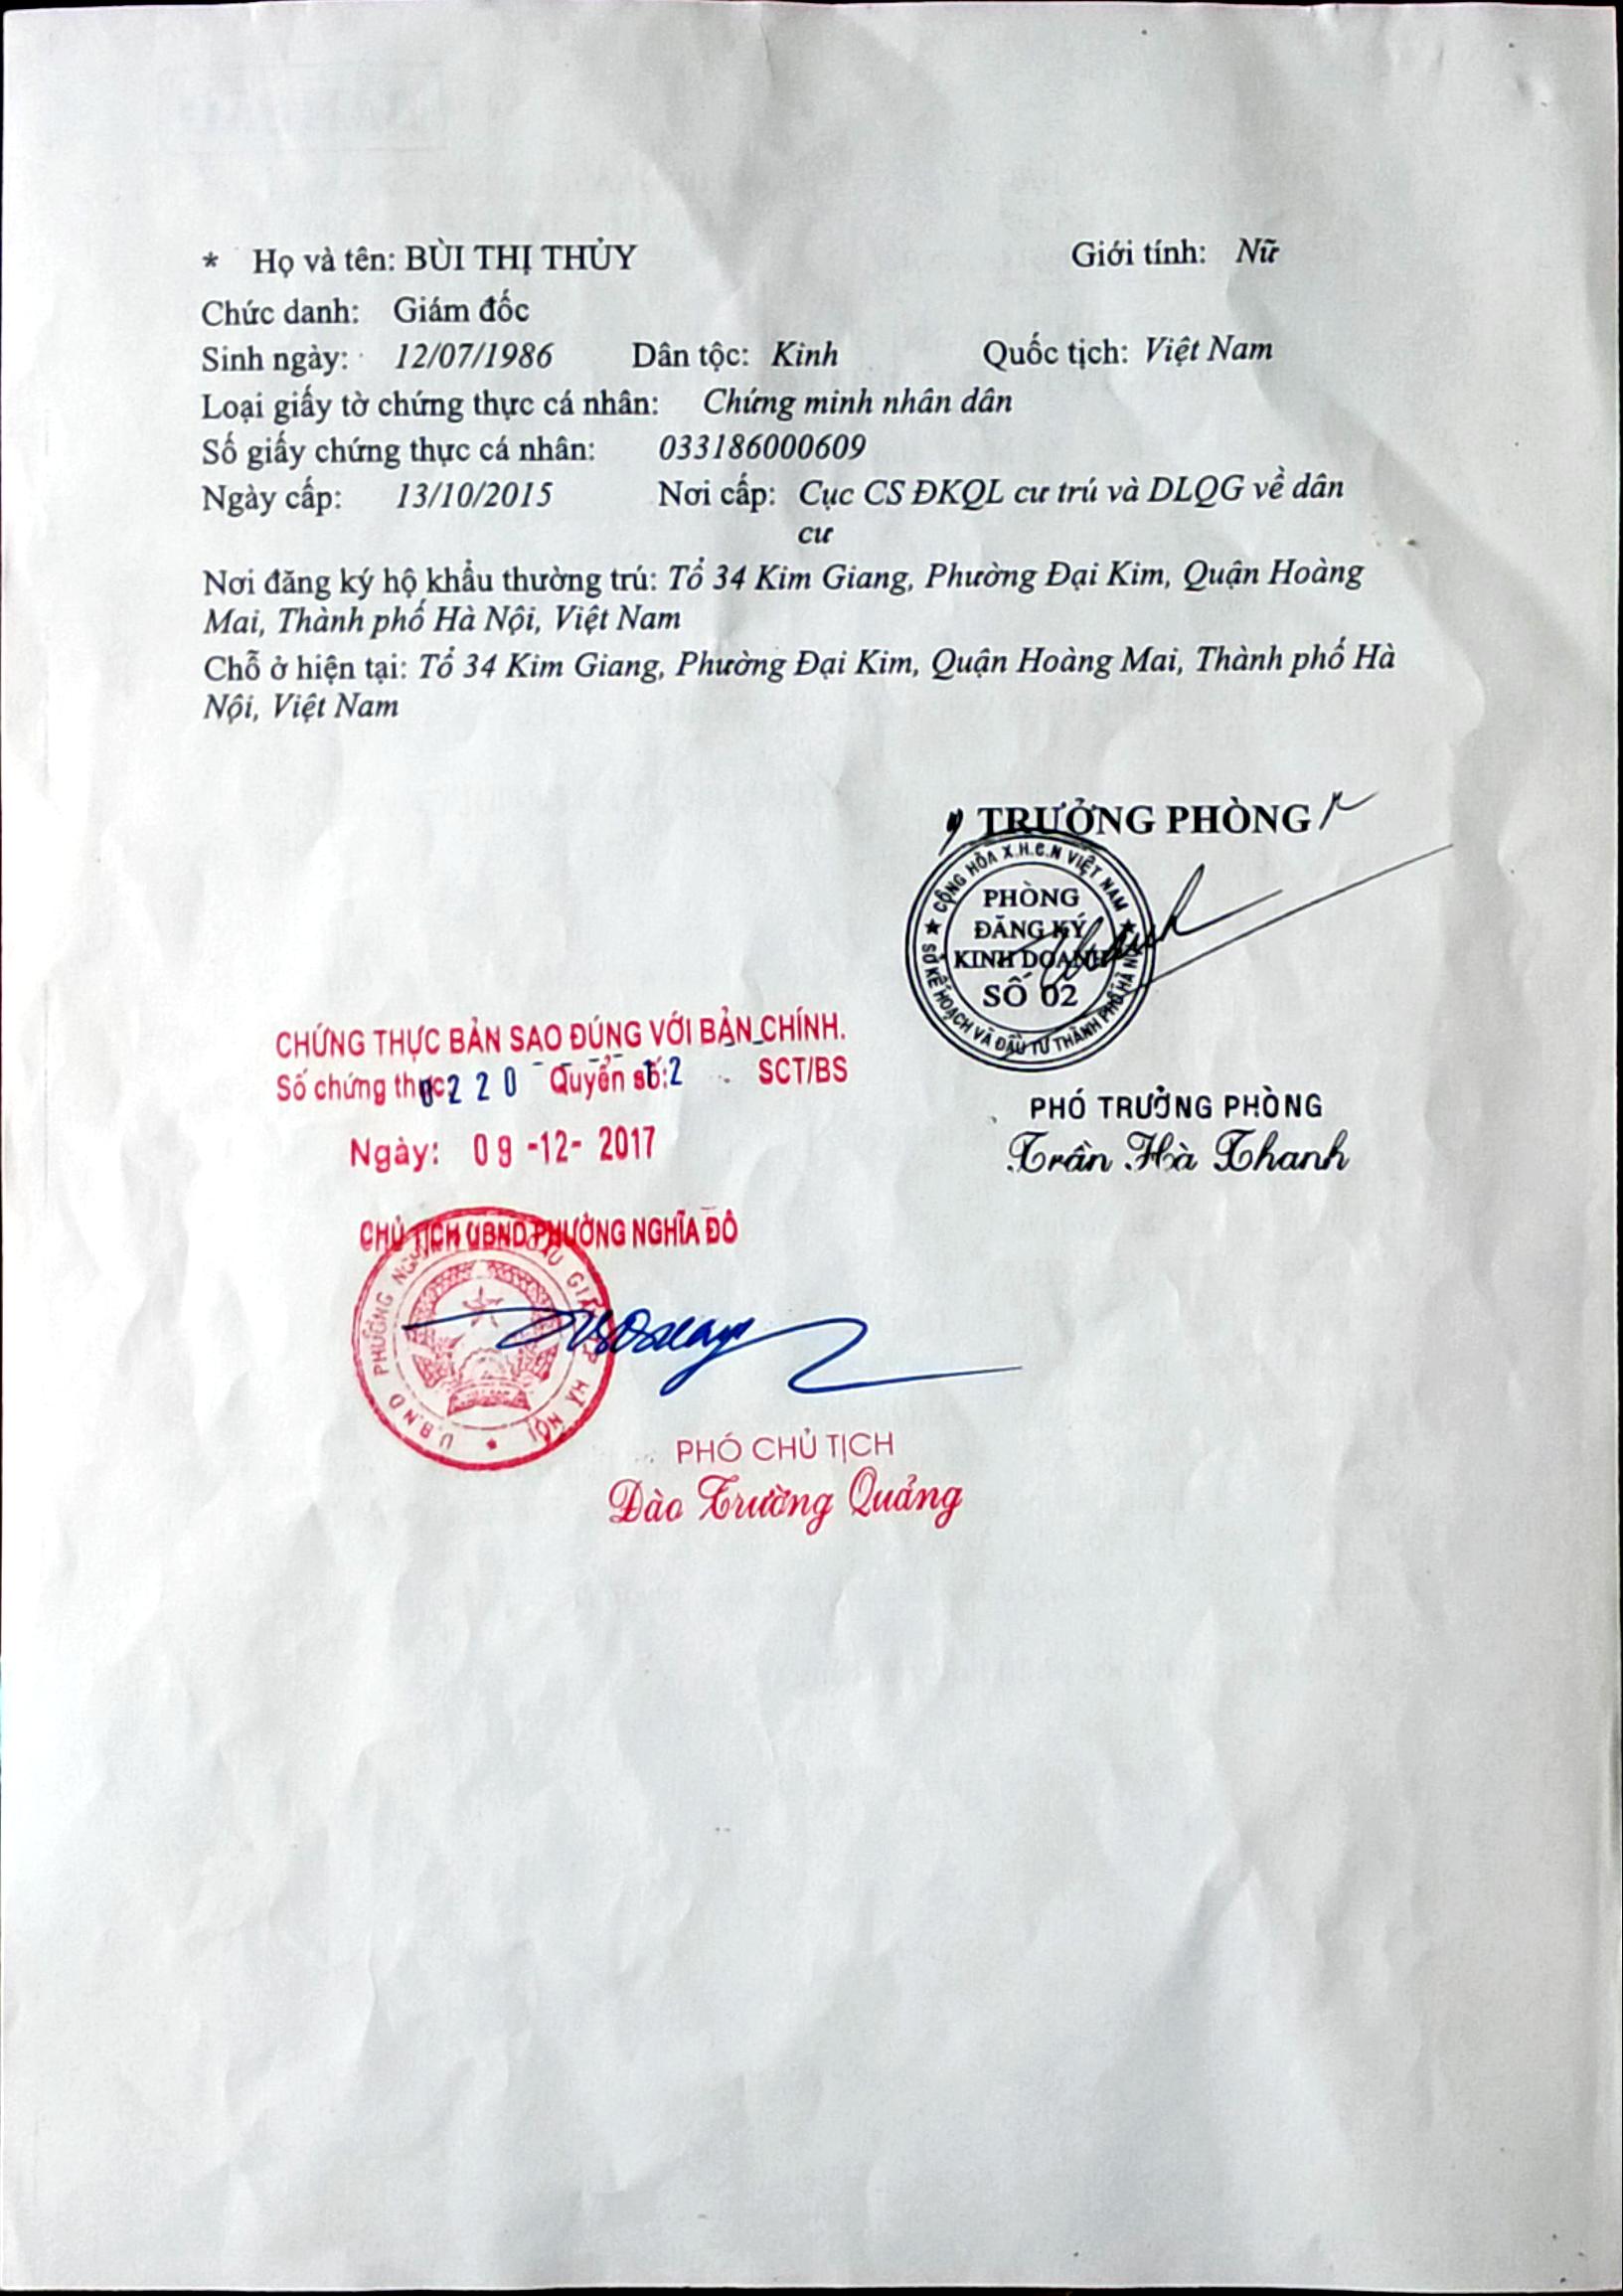 * Họ và tên: BÙI THỊ THỦY Giới tính: Nữ
Chức danh: Giám đốc
Sinh ngày: 12/07/1986 Dân tộc: Kinh Quốc tịch: Việt Nam
Loại giấy tờ chứng thực cá nhân: Chứng minh nhân dân
Số giấy chứng thực cá nhân: 033186000609
Ngày cấp: 13/10/2015 Nơi cấp: Cục CS ĐKQL cư trú và DLQG về dân
cư
Nơi đăng ký hộ khẩu thường trú: Tổ 34 Kim Giang, Phường Đại Kim, Quận Hoàng
Mai, Thành phố Hà Nội, Việt Nam
Chỗ ở hiện tại: Tổ 34 Kim Giang, Phường Đại Kim, Quận Hoàng Mai, Thành phố Hà
Nội, Việt Nam
TRƯỞNG PHÒNG
CỘNG HÒA X.H.C.N VIỆT NAM
PHÒNG
ĐĂNG KÝ
KINH DOANH
SỐ 02
SỞ KẾ HOẠCH VÀ ĐẦU TƯ THÀNH PHỐ HÀ NỘI
PHÓ TRƯỞNG PHÒNG
Trần Hà Thanh
CHỨNG THỰC BẢN SAO ĐÚNG VỚI BẢN CHÍNH.
Số chứng thực 0220 Quyển số: 2 SCT/BS
Ngày: 09 -12- 2017
CHỦ TỊCH UBND PHƯỜNG NGHĨA ĐÔ
U.B.N.D PHƯỜNG HÀ NỘI
PHÓ CHỦ TỊCH
Đào Trường Quảng